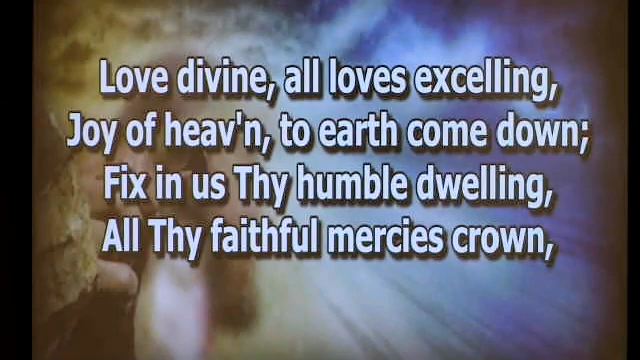 Love divine, all loves excelling,
Joy of heav'n, to earth come down;
Fix in us Thy humble dwelling,
All Thy faithful mercies crown,